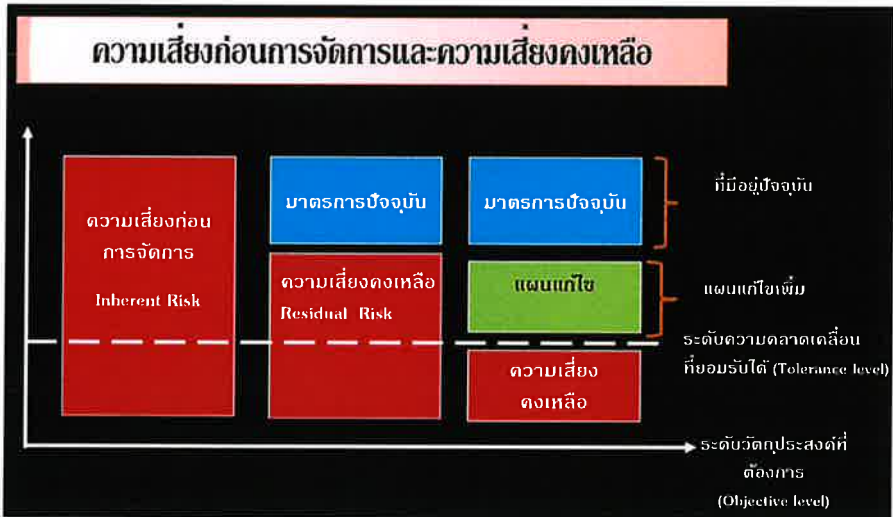 ความเสี่ยงก่อนการจัดการและความเสี่ยงคงเหลือ
ความเสี่ยงก่อน
การจัดการ
Inherent Risk
มาตรการปัจจุบัน
ความเสี่ยงคงเหลือ
Residual Risk
มาตรการปัจจุบัน
แผนแก้ไข
ความเสี่ยง
คงเหลือ
ที่มีอยู่ปัจจุบัน
แผนแก้ไขเพิ่ม
ระดับความคลาดเคลื่อน
ที่ยอมรับได้ (Tolerance level)
ระดับวัตถุประสงค์ที่
ต้องการ
(Objective level)